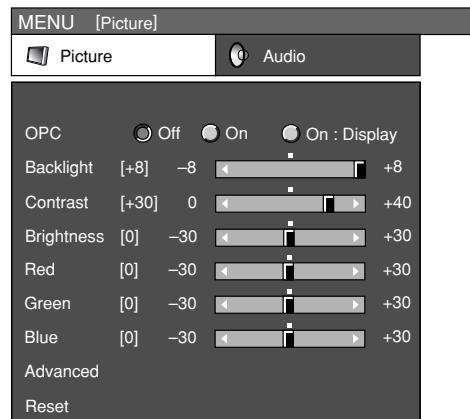 MENU [Picture]
Picture Audio
OPC Off On On : Display
Backlight [+8] –8 +8
Contrast [+30] 0 +40
Brightness [0] –30 +30
Red [0] –30 +30
Green [0] –30 +30
Blue [0] –30 +30
Advanced
Reset